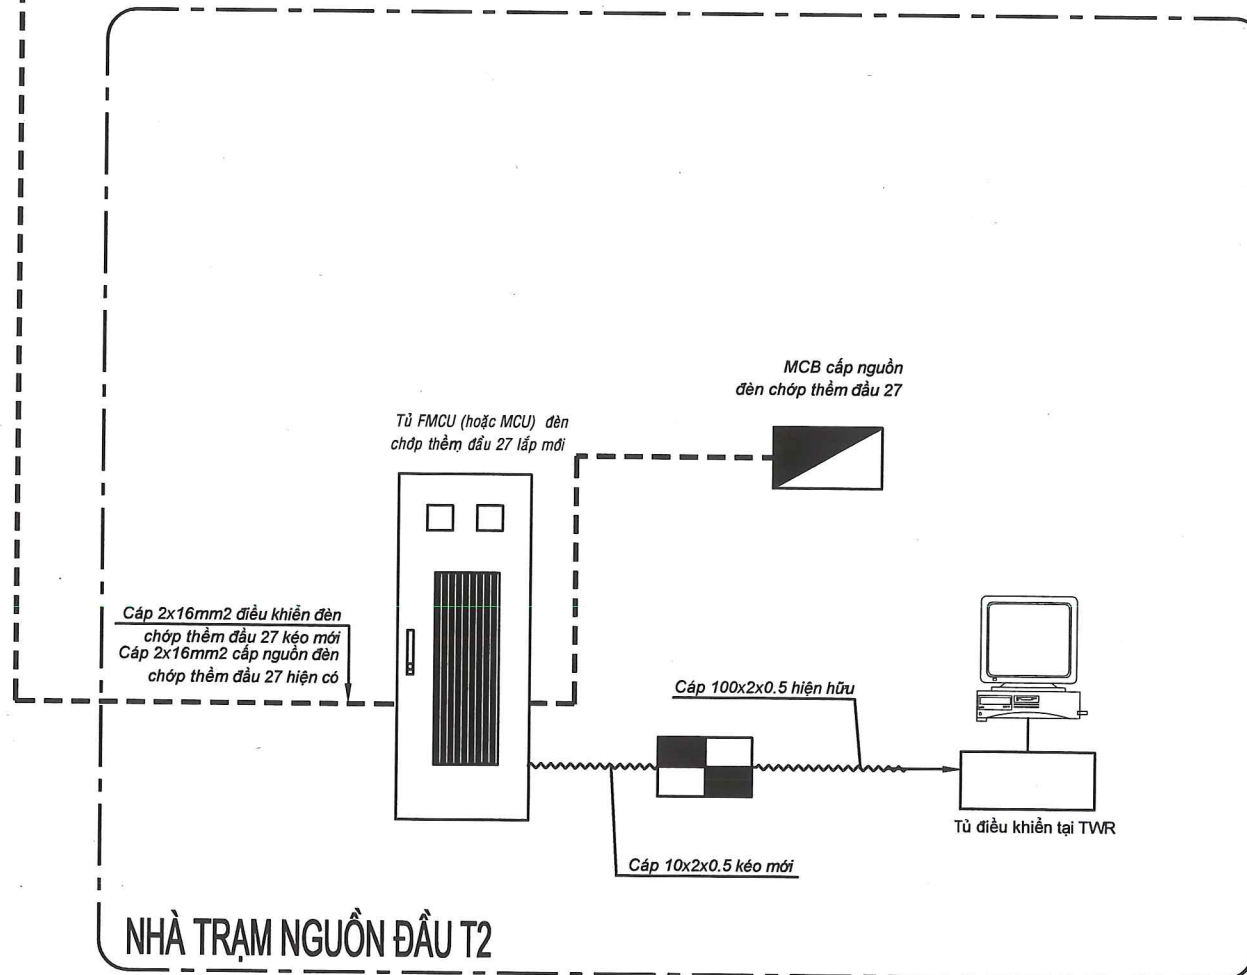 MCB cấp nguồn
đèn chớp thềm đầu 27
Tủ FMCU (hoặc MCU) đèn
chớp thềm đầu 27 lắp mới
Cáp 2x16mm2 điều khiển đèn
chớp thềm đầu 27 kéo mới
Cáp 2x16mm2 cấp nguồn đèn
chớp thềm đầu 27 hiện có
Cáp 100x2x0.5 hiện hữu
Tủ điều khiển tại TWR
Cáp 10x2x0.5 kéo mới
NHÀ TRẠM NGUỒN ĐẦU T2